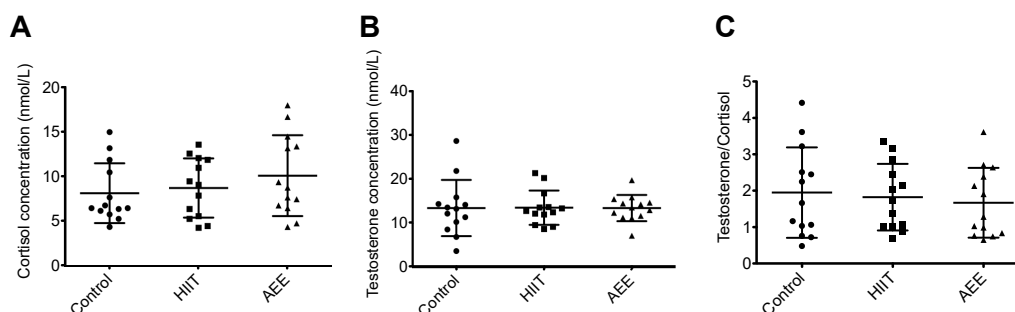 A
B
C
Cortisol concentration (nmol/L)
20
15
10
5
0
Control
HIIT
AEE
Testosterone concentration (nmol/L)
40
30
20
10
0
Control
HIIT
AEE
Testosterone/Cortisol
5
4
3
2
1
0
Control
HIIT
AEE